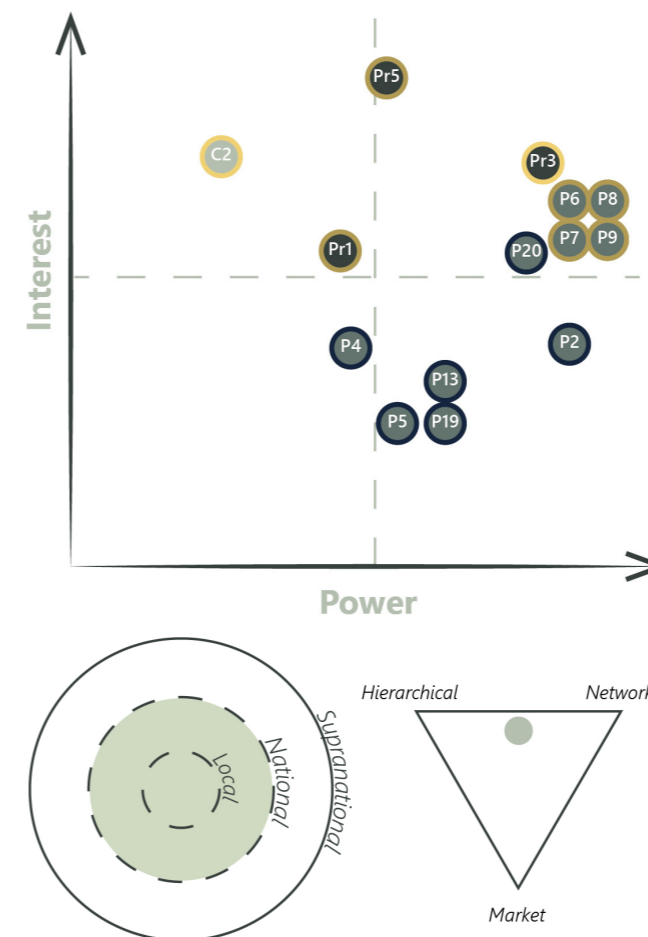 Pr5
C2
Pr3
P6 P8
Pr1
P20 P7 P9
Interest
P4
P2
P13
P5 P19
Power
Hierarchical Network
Local
National
Supranational
Market